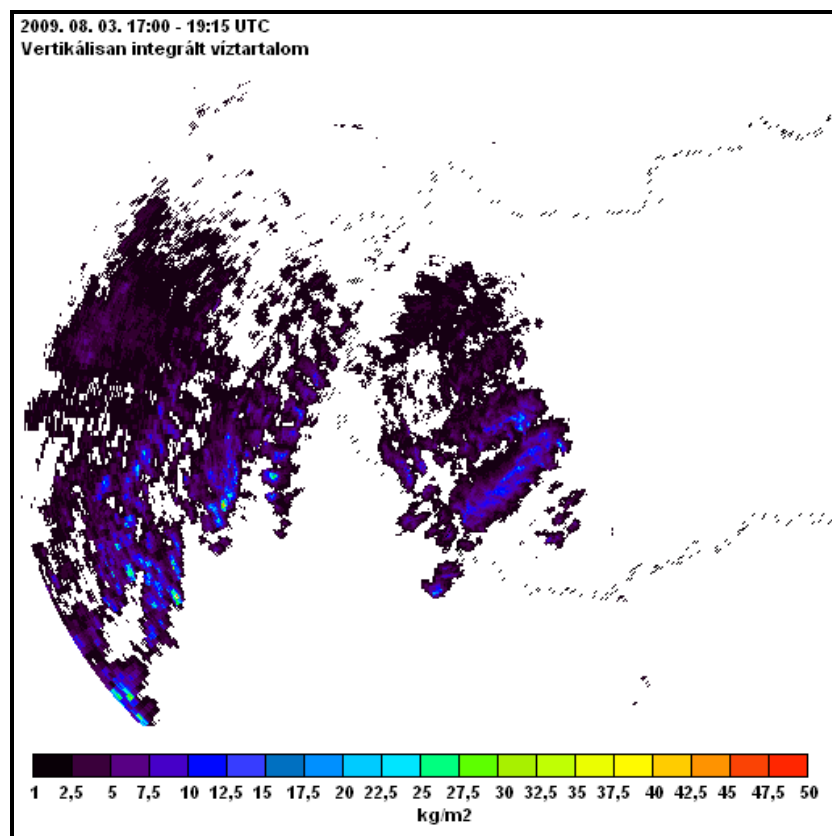 2009. 08. 03. 17:00 - 19:15 UTC
Vertikálisan integrált víztartalom
1 2,5 5 7,5 10 12,5 15 17,5 20 22,5 25 27,5 30 32,5 35 37,5 40 42,5 45 47,5 50
kg/m2